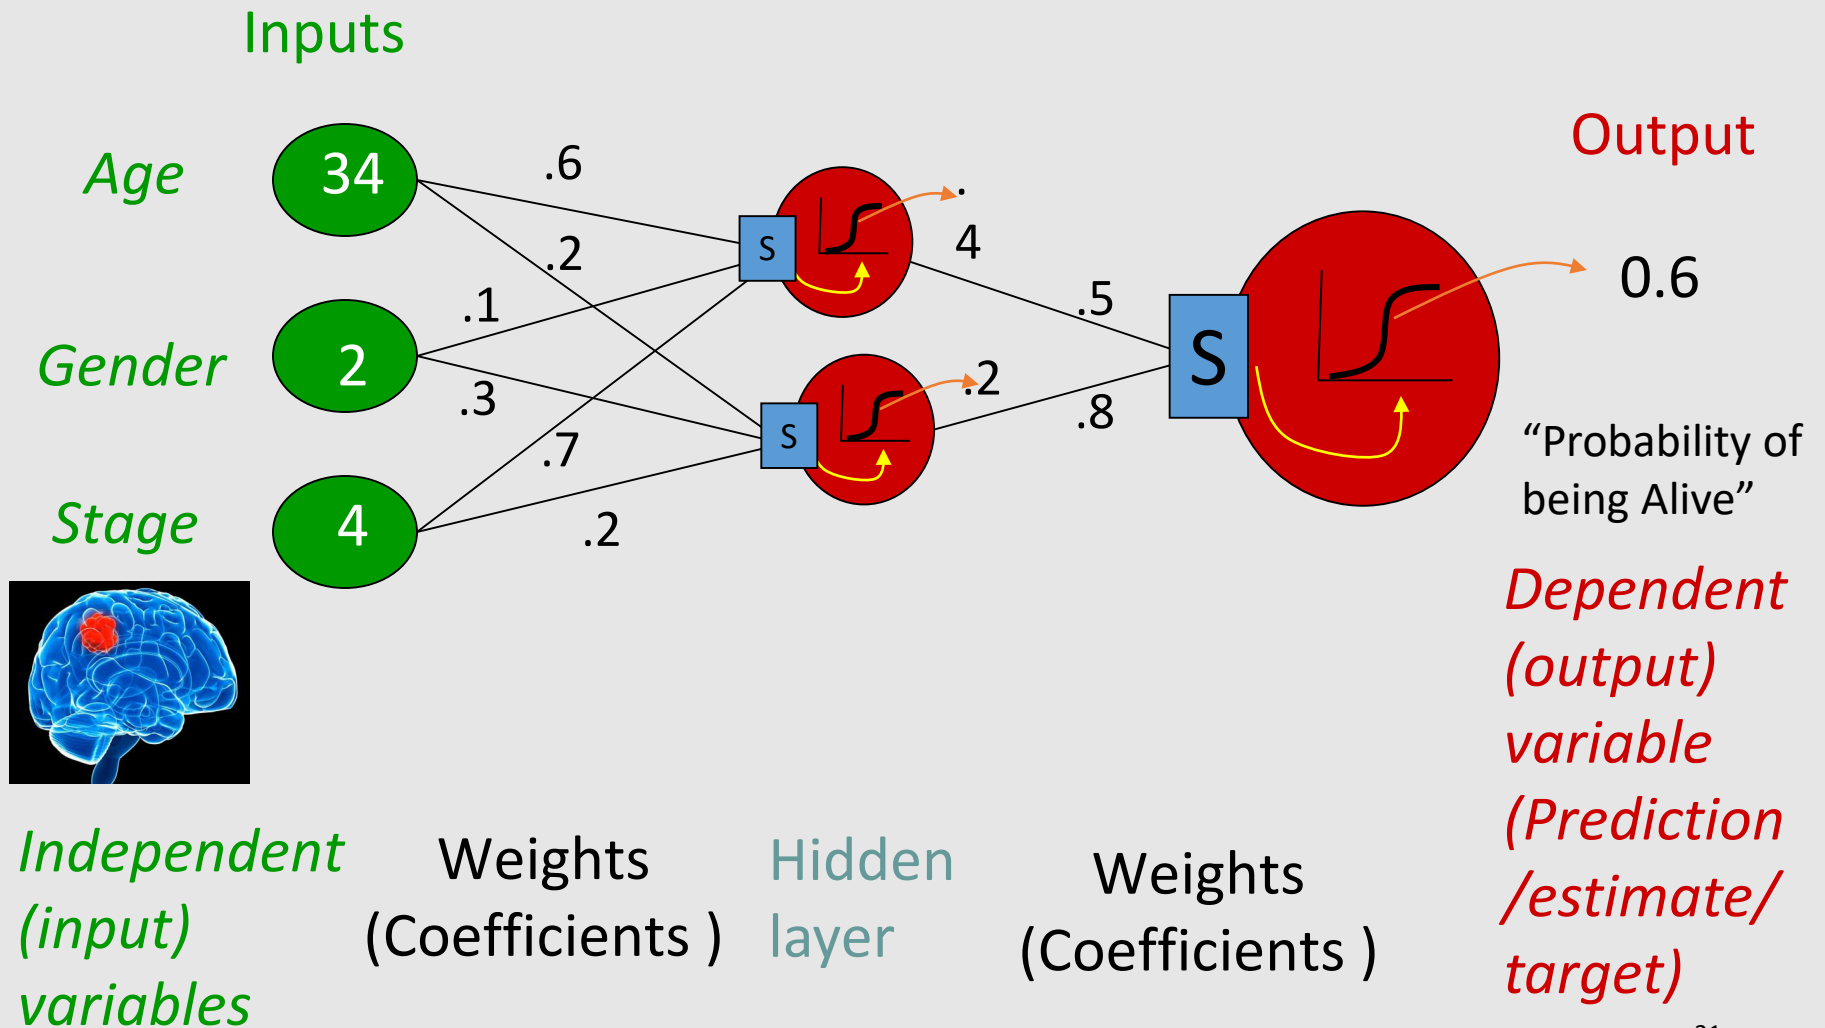 Inputs
Output
Age
34
.6
.2
S
.
4
.5
S
0.6
Gender
2
.1
.3
S
.2
.8
“Probability of
being Alive”
Stage
4
.7
.2
Dependent
(output)
variable
(Prediction
/estimate/
target)
Independent
(input)
variables
Weights
(Coefficients )
Hidden
layer
Weights
(Coefficients )